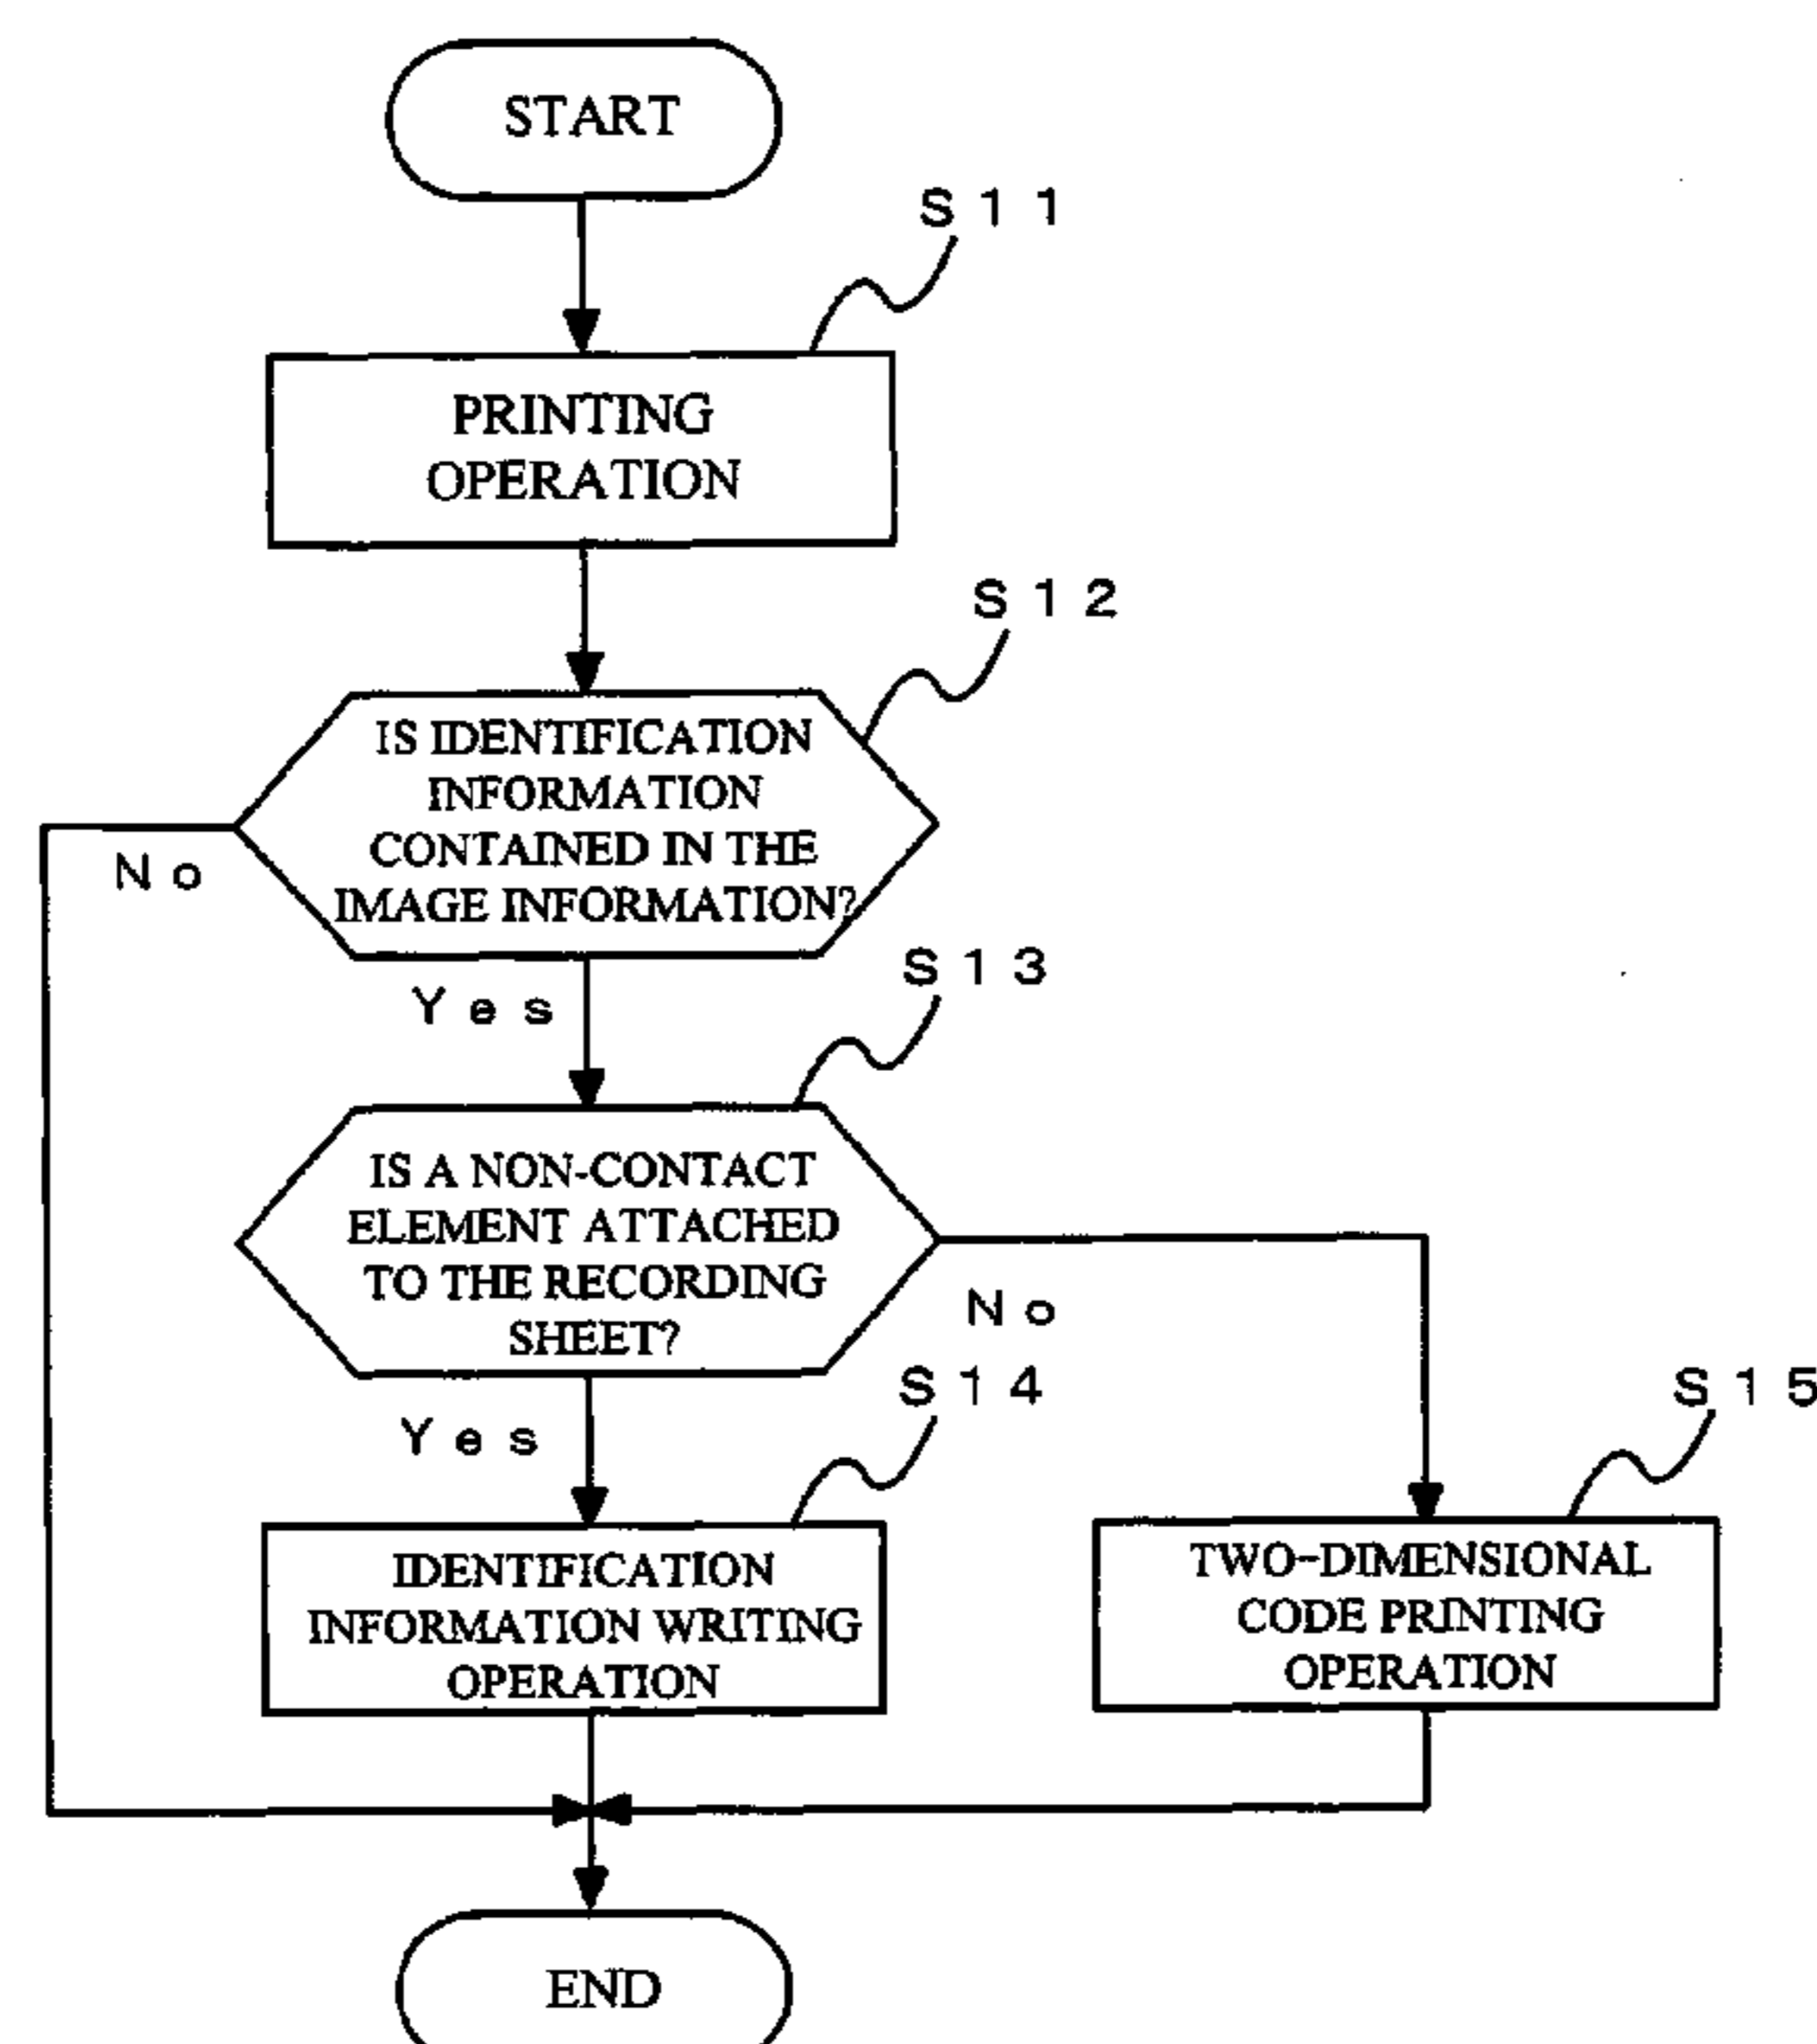 START
S11
PRINTING
OPERATION
S12
IS IDENTIFICATION
INFORMATION
CONTAINED IN THE
IMAGE INFORMATION?
No
Yes
S13
IS A NON-CONTACT
ELEMENT ATTACHED
TO THE RECORDING
SHEET?
No
Yes
S14
S15
IDENTIFICATION
INFORMATION WRITING
OPERATION
TWO-DIMENSIONAL
CODE PRINTING
OPERATION
END